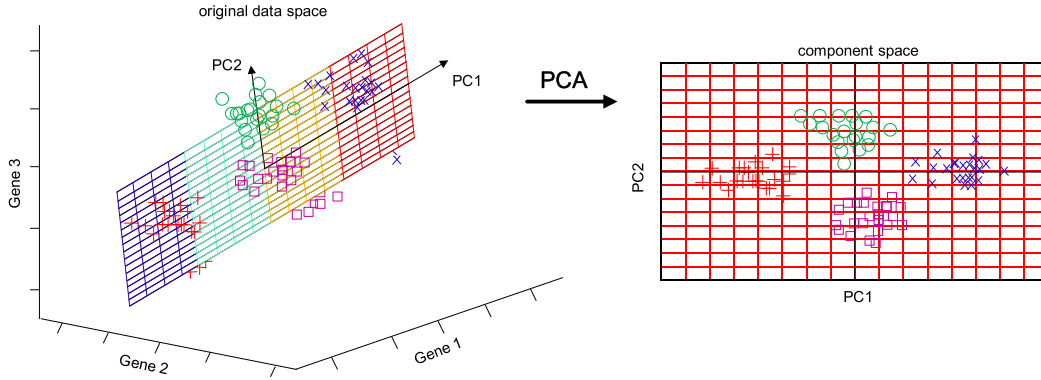 original data space
PC2
PC1
Gene 3
Gene 2
Gene 1
PCA
component space
PC2
PC1